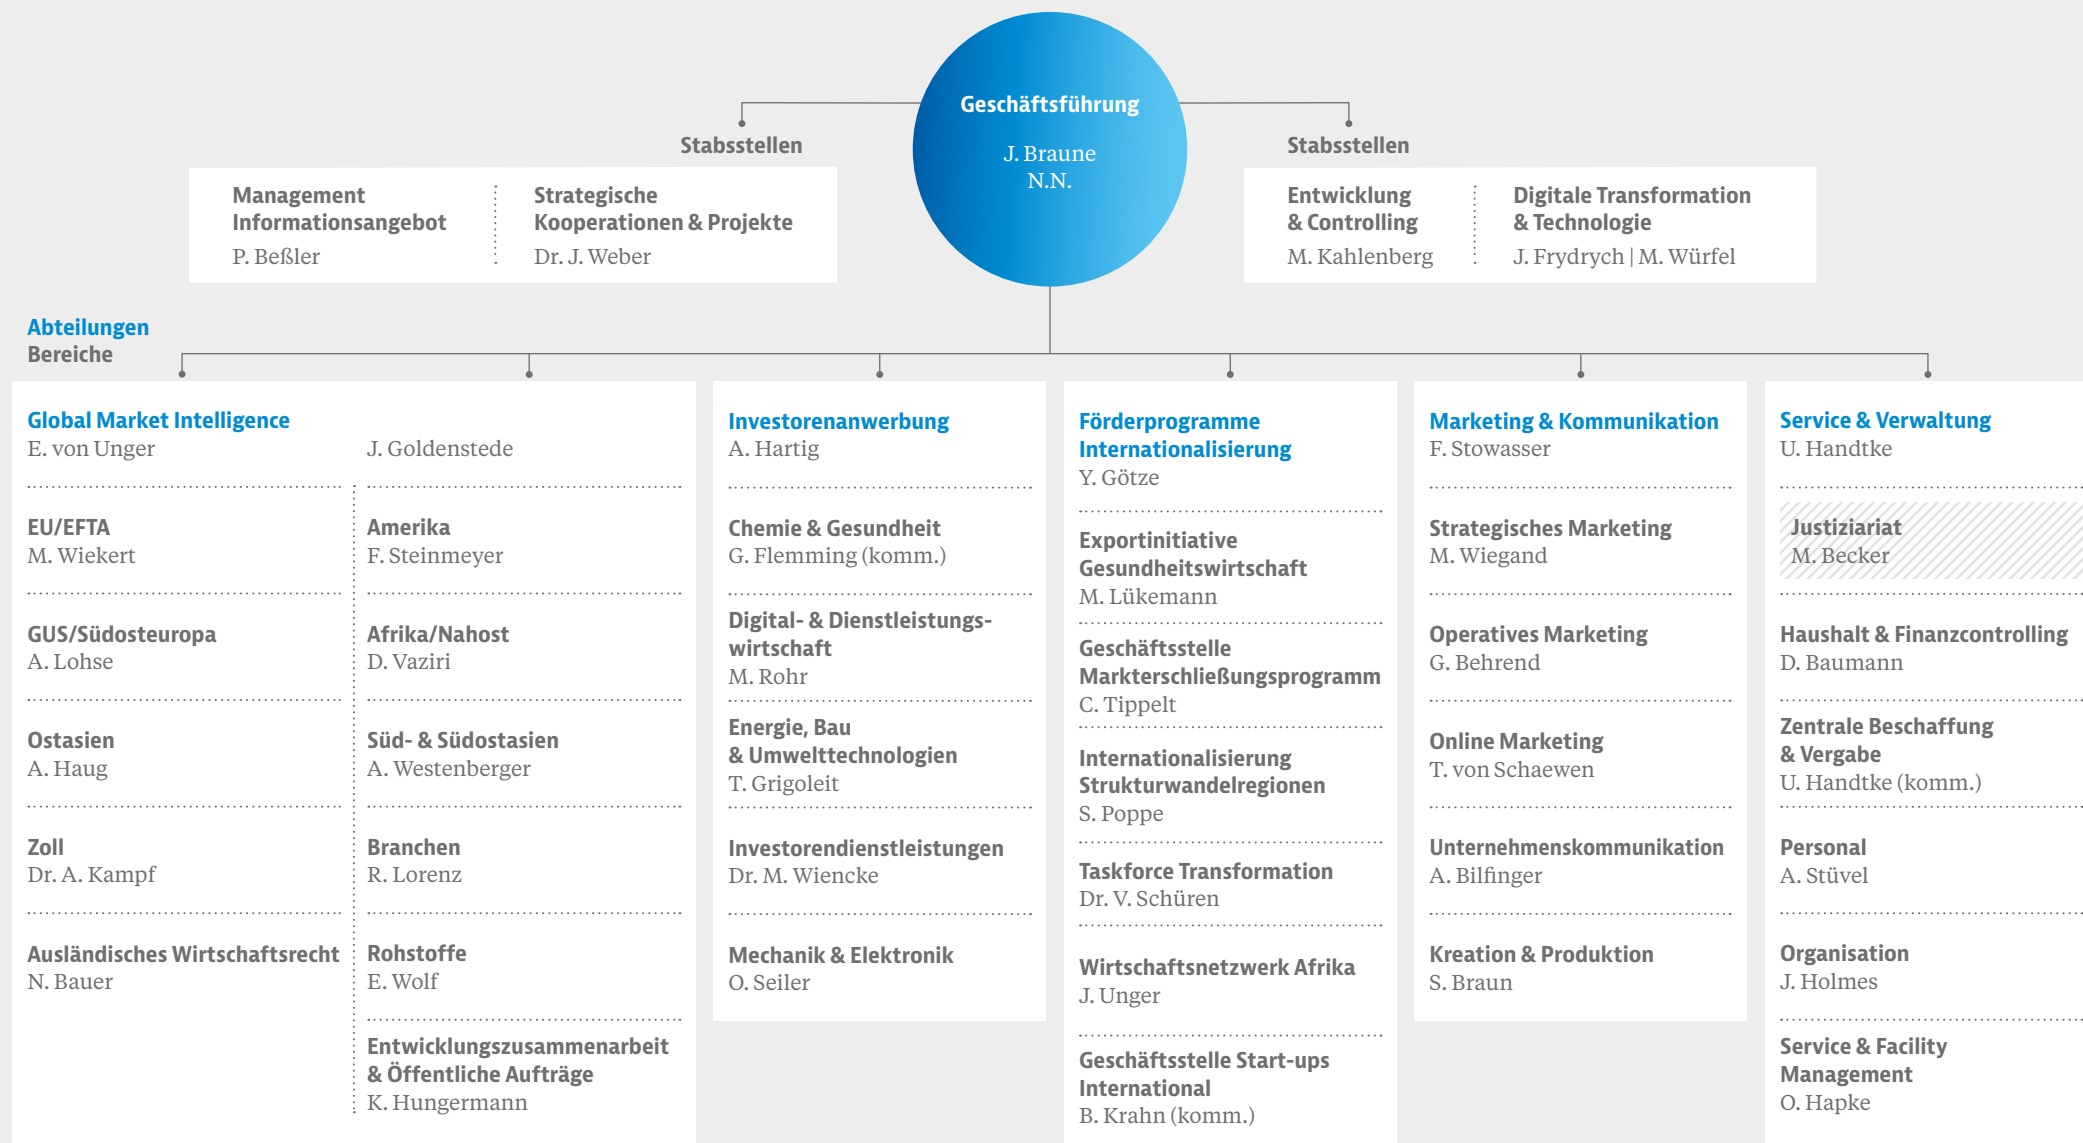 Geschäftsführung
J. Braune
N.N.
Stabsstellen
Management
Informationsangebot
P. Beßler
Strategische
Kooperationen & Projekte
Dr. J. Weber
Stabsstellen
Entwicklung
& Controlling
M. Kahlenberg
Digitale Transformation
& Technologie
J. Frydrych | M. Würfel
Abteilungen
Bereiche
Global Market Intelligence
E. von Unger
J. Goldenstede
EU/EFTA
M. Wiekert
GUS/Südosteuropa
A. Lohse
Ostasien
A. Haug
Zoll
Dr. A. Kampf
Ausländisches Wirtschaftsrecht
N. Bauer
Amerika
F. Steinmeyer
Afrika/Nahost
D. Vaziri
Süd- & Südostasien
A. Westenberger
Branchen
R. Lorenz
Rohstoffe
E. Wolf
Entwicklungszusammenarbeit
& Öffentliche Aufträge
K. Hungermann
Investorenanwerbung
A. Hartig
Chemie & Gesundheit
G. Flemming (komm.)
Digital- & Dienstleistungs-
wirtschaft
M. Rohr
Energie, Bau
& Umwelttechnologien
T. Grigoleit
Investorendienstleistungen
Dr. M. Wiencke
Mechanik & Elektronik
O. Seiler
Förderprogramme
Internationalisierung
Y. Götze
Exportinitiative
Gesundheitswirtschaft
M. Lükemann
Geschäftsstelle
Markterschließungsprogramm
C. Tippelt
Internationalisierung
Strukturwandelregionen
S. Poppe
Taskforce Transformation
Dr. V. Schüren
Wirtschaftsnetzwerk Afrika
J. Unger
Geschäftsstelle Start-ups
International
B. Krahn (komm.)
Marketing & Kommunikation
F. Stowasser
Strategisches Marketing
M. Wiegand
Operatives Marketing
G. Behrend
Online Marketing
T. von Schaewen
Unternehmenskommunikation
A. Bilfinger
Kreation & Produktion
S. Braun
Service & Verwaltung
U. Handtke
Justiziariat
M. Becker
Haushalt & Finanzcontrolling
D. Baumann
Zentrale Beschaffung
& Vergabe
U. Handtke (komm.)
Personal
A. Stüvel
Organisation
J. Holmes
Service & Facility
Management
O. Hapke